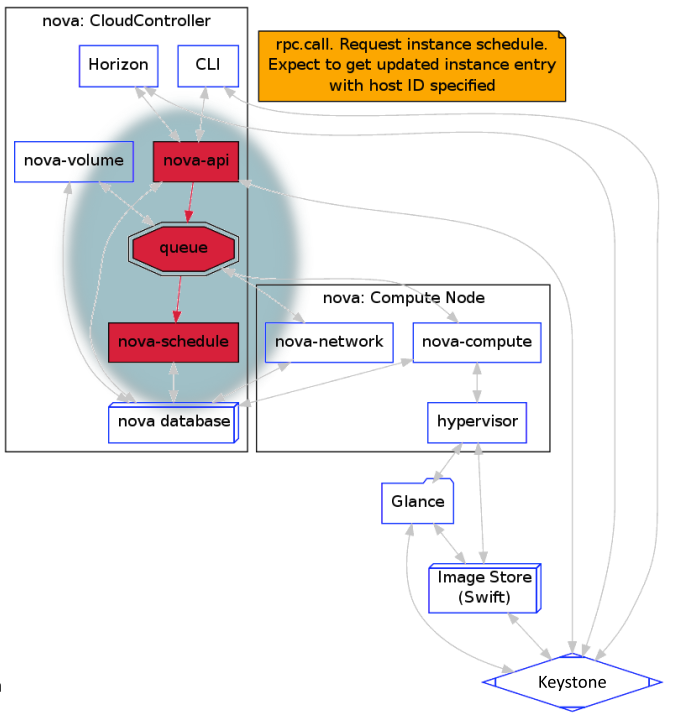 nova: CloudController
rpc.call. Request instance schedule.
Expect to get updated instance entry
with host ID specified
Horizon
CLI
nova-volume
nova-api
queue
nova: Compute Node
nova-schedule
nova-network
nova-compute
nova database
hypervisor
Glance
Image Store
(Swift)
Keystone